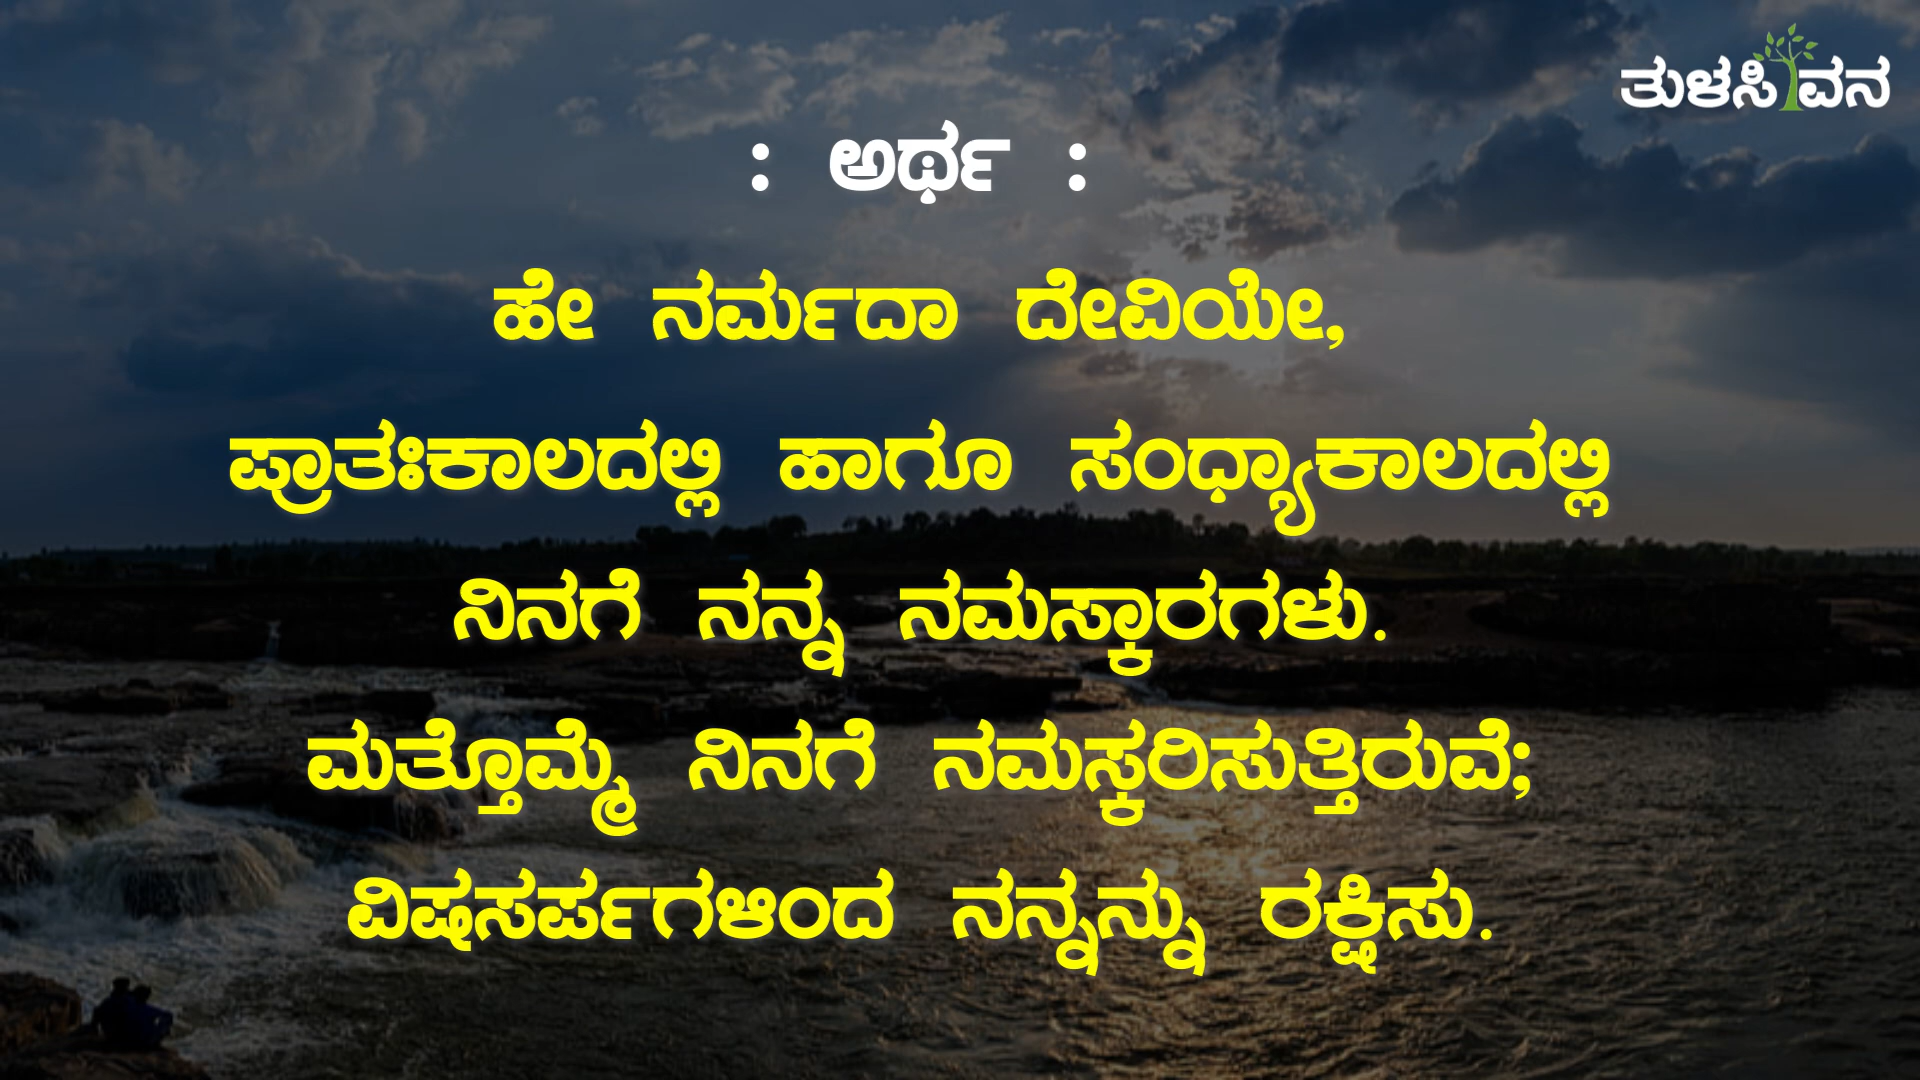 ತುಳಸಿವನ
: ಅರ್ಥ :
ಹೇ ನರ್ಮದಾ ದೇವಿಯೇ,
ಪ್ರಾತಃಕಾಲದಲ್ಲಿ ಹಾಗೂ ಸಂಧ್ಯಾಕಾಲದಲ್ಲಿ
ನಿನಗೆ ನನ್ನ ನಮಸ್ಕಾರಗಳು.
ಮತ್ತೊಮ್ಮೆ ನಿನಗೆ ನಮಸ್ಕರಿಸುತ್ತಿರುವೆ;
ವಿಷಸರ್ಪಗಳಿಂದ ನನ್ನನ್ನು ರಕ್ಷಿಸು.